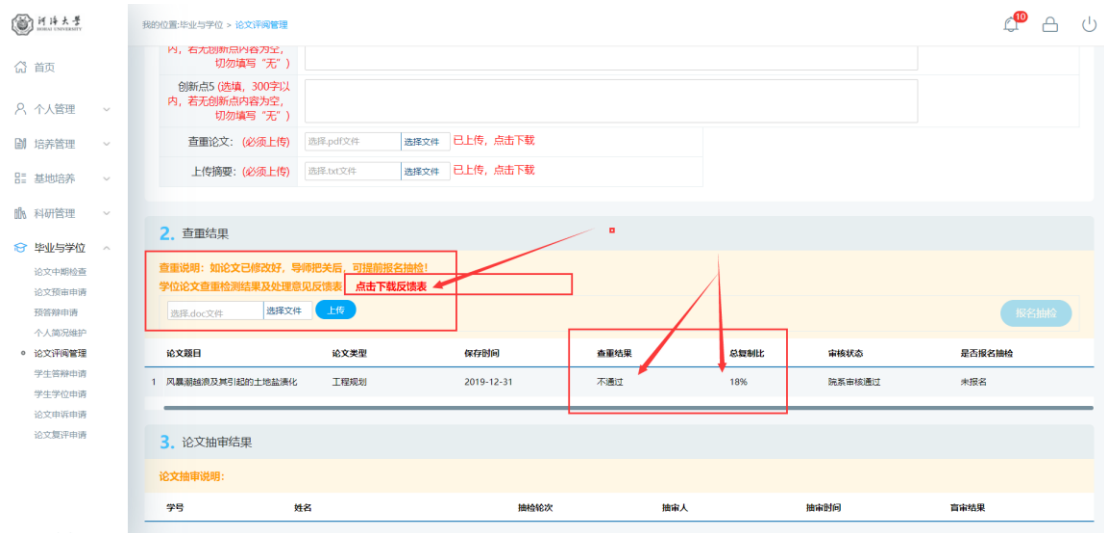 河海大学
HOHAI UNIVERSITY
我的位置:毕业与学位 > 论文评阅管理
10
首页
个人管理
培养管理
基地培养
科研管理
毕业与学位
论文中期检查
论文预审申请
预答辩申请
个人简况维护
论文评阅管理
学生答辩申请
学生学位申请
论文申诉申请
论文复评申请
内，若无创新点内容为空，
切勿填写“无”)
创新点5 (选填，300字以
内，若无创新点内容为空，
切勿填写“无”)
查重论文：(必须上传) 选择.pdf文件 选择文件 已上传，点击下载
上传摘要：(必须上传) 选择.txt文件 选择文件 已上传，点击下载
2. 查重结果
查重说明：如论文已修改好，导师把关后，可提前报名抽检！
学位论文查重检测结果及处理意见反馈表 点击下载反馈表
选择.doc文件 选择文件 上传 报名抽检
论文题目 论文类型 保存时间 查重结果 总复制比 审核状态 是否报名抽检
1 风暴潮越浪及其引起的土地盐渍化 工程规划 2019-12-31 不通过 18% 院系审核通过 未报名
3. 论文抽审结果
论文抽审说明：
学号 姓名 抽检轮次 抽审人 抽审时间 盲审结果